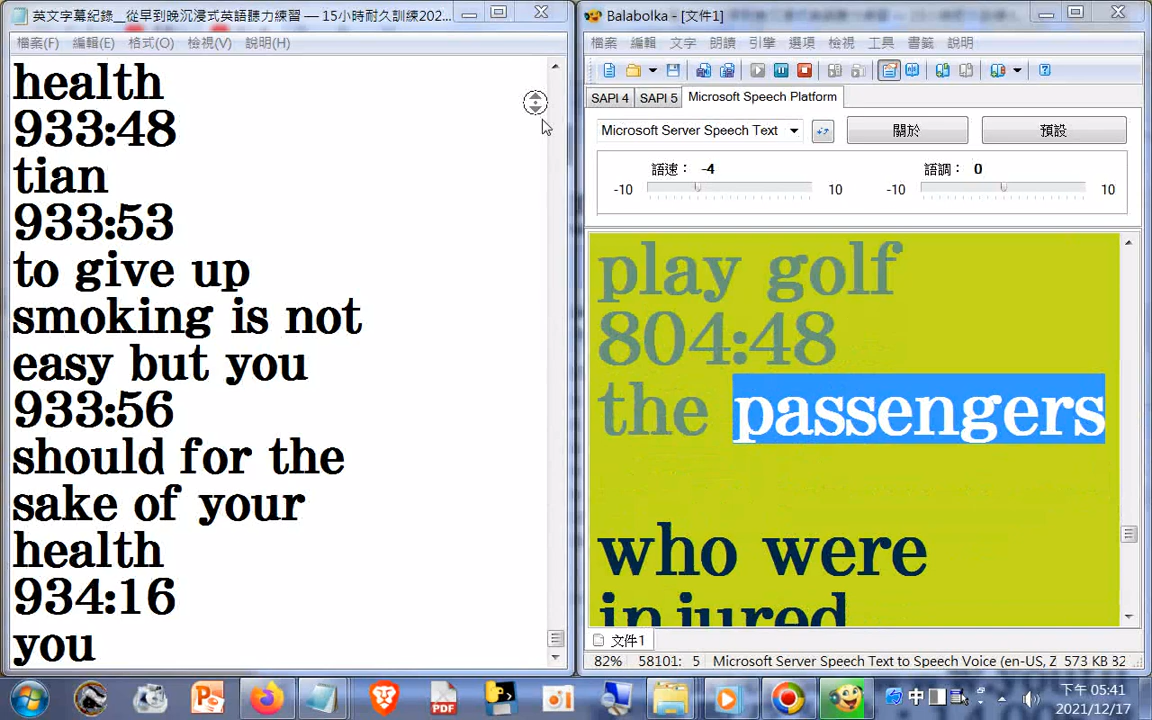 英文字幕紀錄__從早到晚沉浸式英語聽力練習 — 15小時耐久訓練202...
檔案(F) 編輯(E) 格式(O) 檢視(V) 說明(H)
health
933:48
tian
933:53
to give up
smoking is not
easy but you
933:56
should for the
sake of your
health
934:16
you
Balabolka - [文件1]
檔案 編輯 文字 朗讀 引擎 選項 檢視 工具 書籤 說明
SAPI 4 SAPI 5 Microsoft Speech Platform
Microsoft Server Speech Text 關於 預設
語速： -4 語調： 0
-10 10 -10 10
play golf
804:48
the passengers
who were
injured
文件1
82% 58101: 5 Microsoft Server Speech Text to Speech Voice (en-US, Z 573 KB 32
中 下午 05:41
2021/12/17